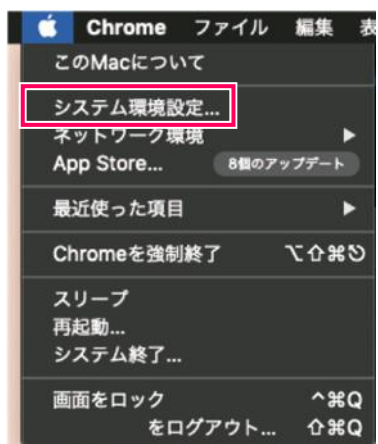 Chrome ファイル 編集 表
このMacについて
システム環境設定...
ネットワーク環境 ▶
App Store... 8個のアップデート
最近使った項目 ▶
Chromeを強制終了 ⌥⇧⌘⎋
スリープ
再起動...
システム終了...
画面をロック ^⌘Q
をログアウト... ⇧⌘Q